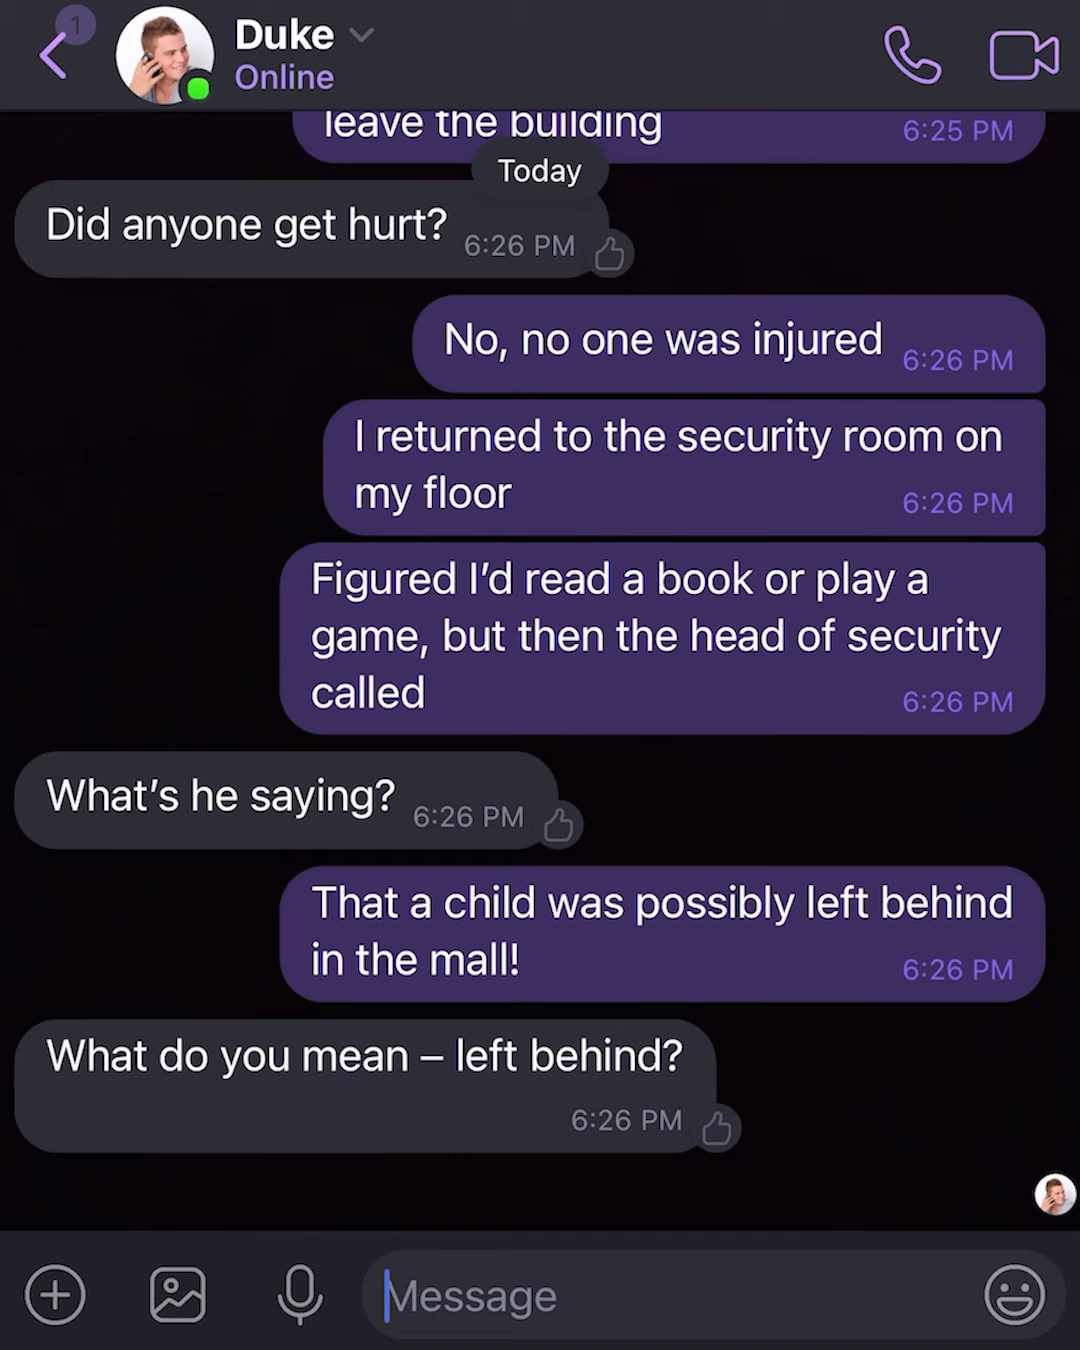 1
Duke
Online
leave the building
6:25 PM
Today
Did anyone get hurt?
6:26 PM
No, no one was injured
6:26 PM
I returned to the security room on
my floor
6:26 PM
Figured I’d read a book or play a
game, but then the head of security
called
6:26 PM
What’s he saying?
6:26 PM
That a child was possibly left behind
in the mall!
6:26 PM
What do you mean – left behind?
6:26 PM
Message